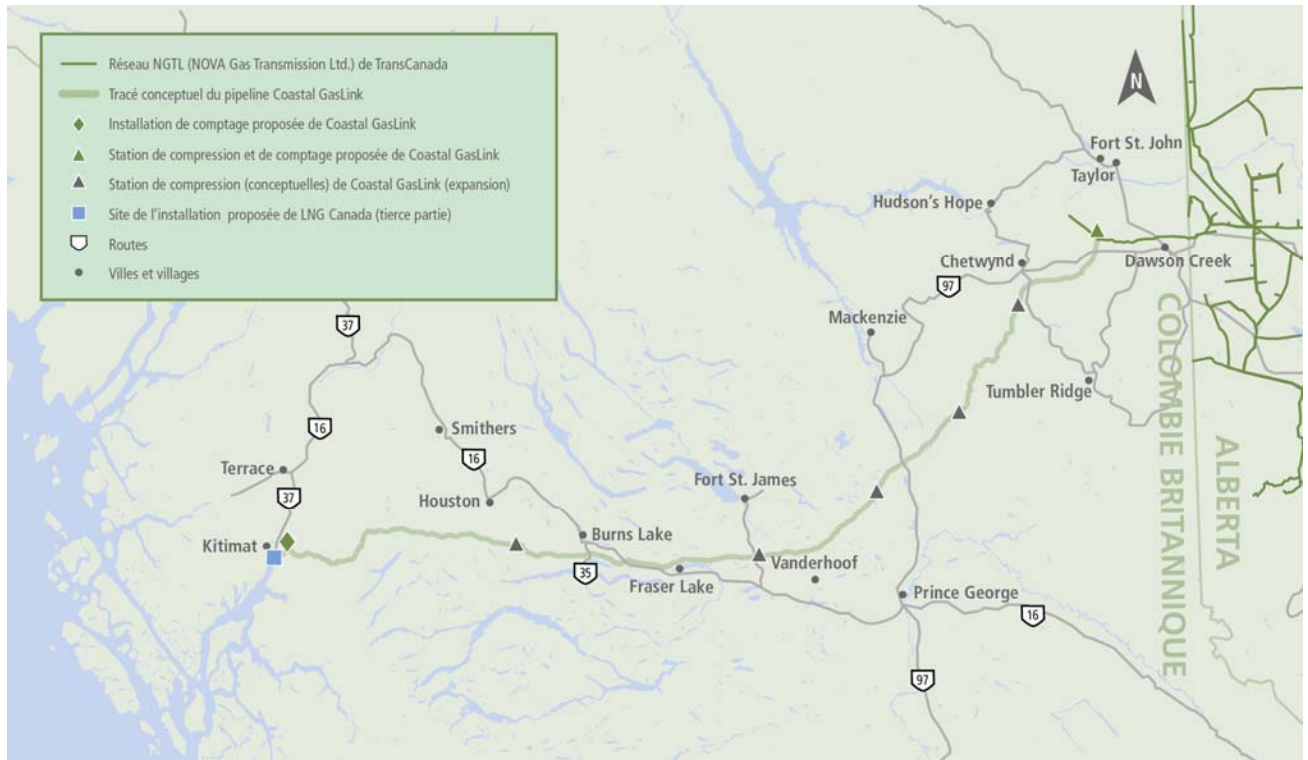 Réseau NGTL (NOVA Gas Transmission Ltd.) de TransCanada
Tracé conceptuel du pipeline Coastal GasLink
Installation de comptage proposée de Coastal GasLink
Station de compression et de comptage proposée de Coastal GasLink
Station de compression (conceptuelles) de Coastal GasLink (expansion)
Site de l'installation proposée de LNG Canada (tierce partie)
Routes
Villes et villages
N
Fort St. John
Taylor
Hudson's Hope
Chetwynd
Dawson Creek
97
Mackenzie
37
Tumbler Ridge
COLOMBIE BRITANNIQUE
ALBERTA
16
Smithers
16
Terrace
37
Fort St. James
Houston
Burns Lake
Kitimat
35
Vanderhoof
Fraser Lake
Prince George
16
97